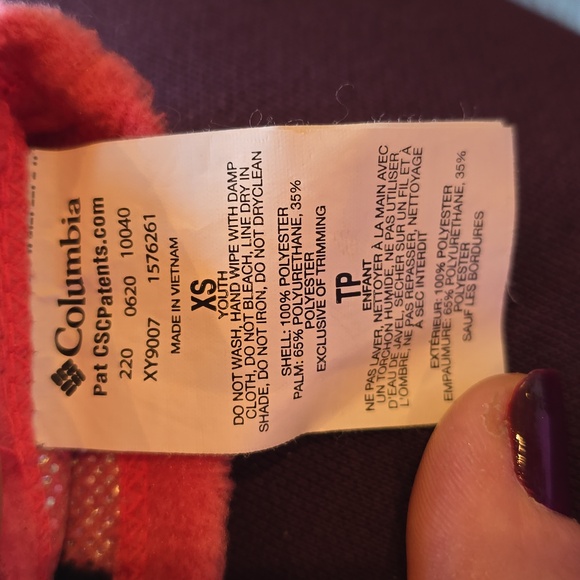 Columbia
Pat CSCPatents.com
220 0620 10040
XY9007 1576261
MADE IN VIETNAM
XS
YOUTH
DO NOT WASH, HAND WIPE WITH DAMP
CLOTH, DO NOT BLEACH, LINE DRY IN
SHADE, DO NOT IRON, DO NOT DRYCLEAN
SHELL: 100% POLYESTER
PALM: 65% POLYURETHANE, 35%
POLYESTER
EXCLUSIVE OF TRIMMING
TP
ENFANT
NE PAS LAVER, NETTOYER À LA MAIN AVEC
UN TORCHON HUMIDE, NE PAS UTILISER
D'EAU DE JAVEL, SÉCHER SUR UN FIL ET À
L'OMBRE, NE PAS REPASSER, NETTOYAGE
À SEC INTERDIT
EXTÉRIEUR: 100% POLYESTER
EMPAUMURE: 65% POLYURÉTHANE, 35%
POLYESTER
SAUF LES BORDURES